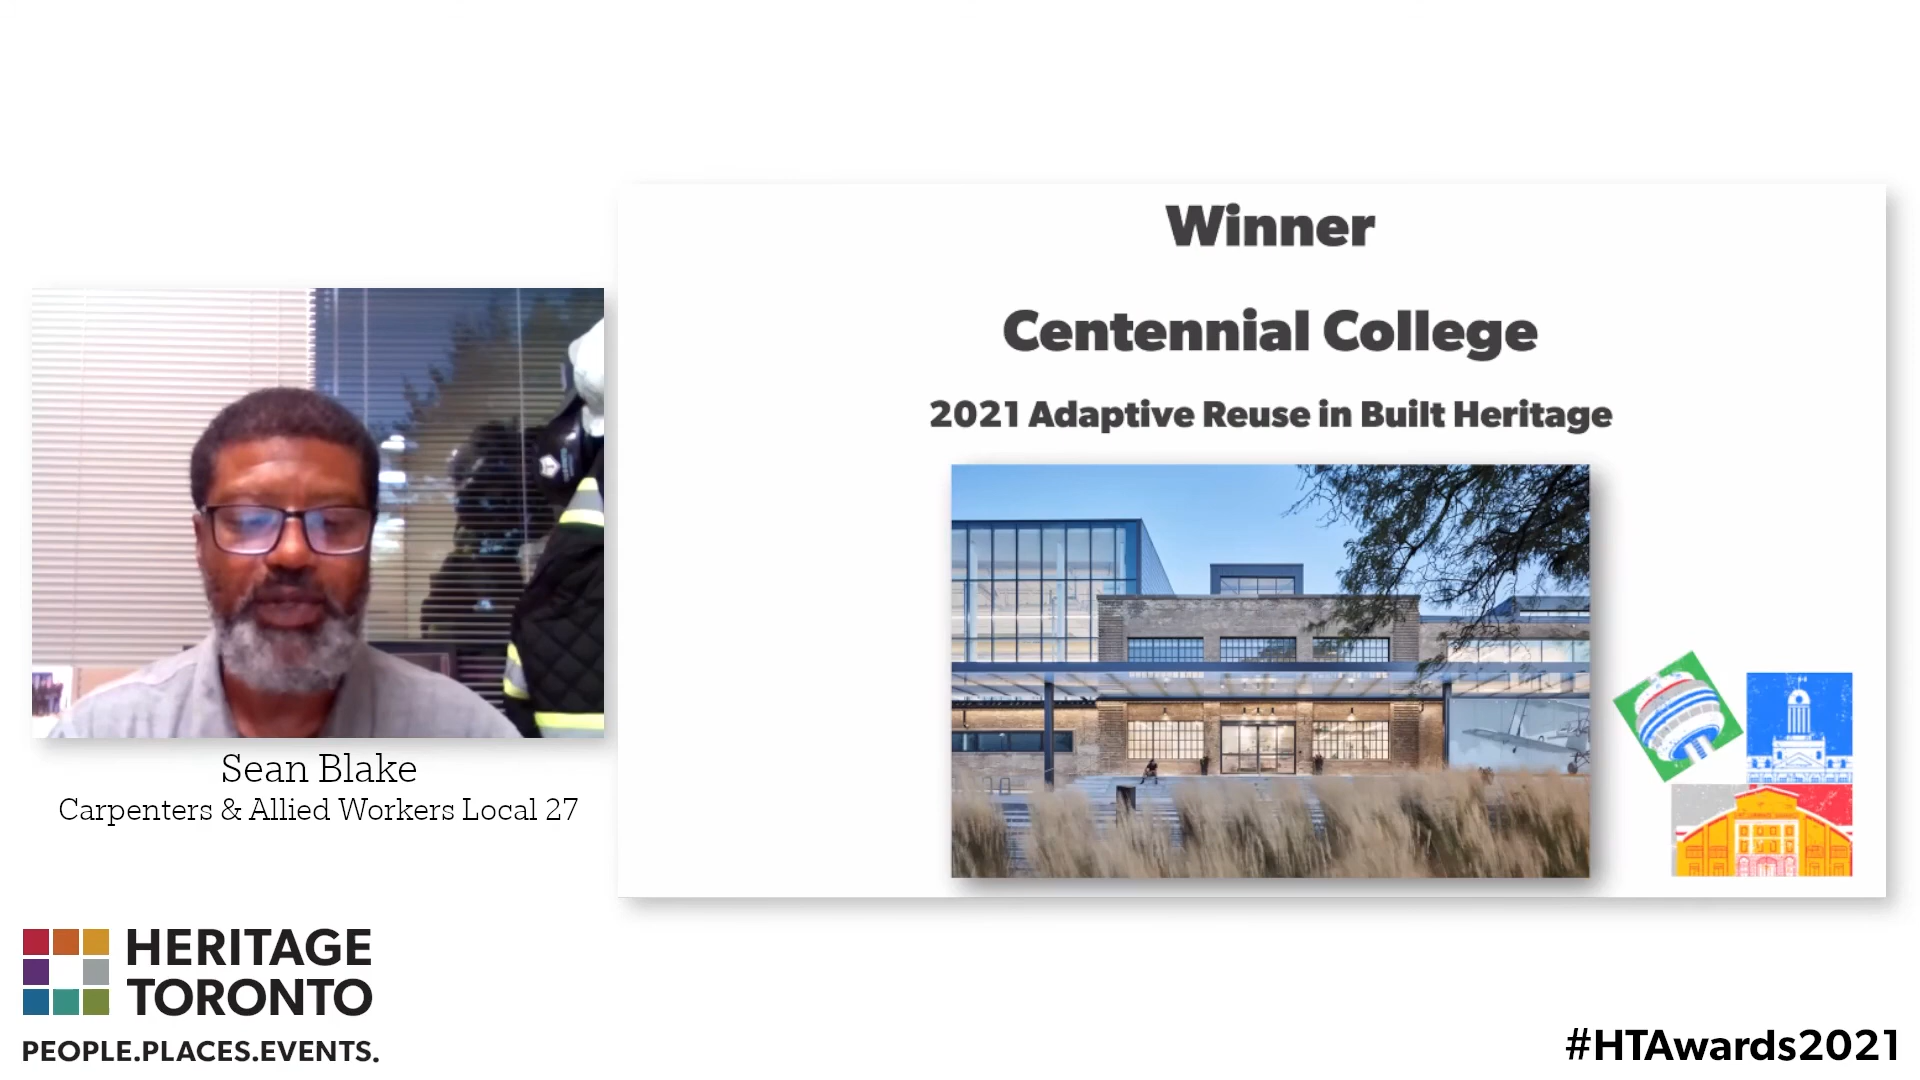 Winner
Centennial College
2021 Adaptive Reuse in Built Heritage
Sean Blake
Carpenters & Allied Workers Local 27
HERITAGE
TORONTO
PEOPLE.PLACES.EVENTS.
#HTAwards2021